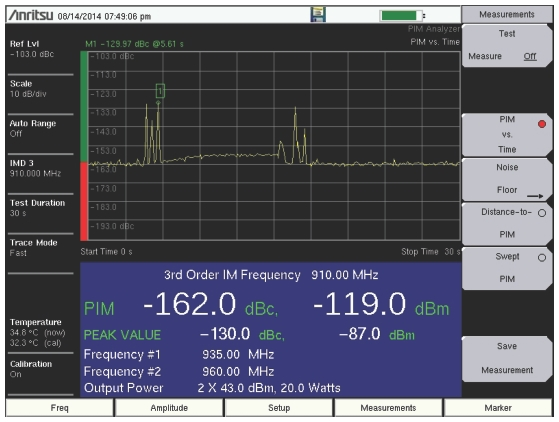 Anritsu 08/14/2014 07:49:06 pm
Measurements
PIM Analyzer
Ref Lvl
-103.0 dBc
M1 -129.97 dBc @5.61 s
PIM vs. Time
Test
Measure Off
-103.0 dBc
-113.0
Scale
10 dB/div
-123.0
1
-133.0
Auto Range
Off
-143.0
PIM
vs.
Time
-153.0
IMD 3
910.000 MHz
-163.0
Noise
Floor
-173.0
Test Duration
30 s
-183.0
-193.0 dBc
Distance-to-
PIM
Trace Mode
Fast
Start Time 0 s
Stop Time 30 s
Swept
PIM
3rd Order IM Frequency 910.00 MHz
PIM -162.0 dBc, -119.0 dBm
Temperature
34.8 °C (now)
32.3 °C (cal)
PEAK VALUE -130.0 dBc, -87.0 dBm
Frequency #1 935.00 MHz
Frequency #2 960.00 MHz
Output Power 2 X 43.0 dBm, 20.0 Watts
Save
Measurement
Calibration
On
Freq
Amplitude
Setup
Measurements
Marker